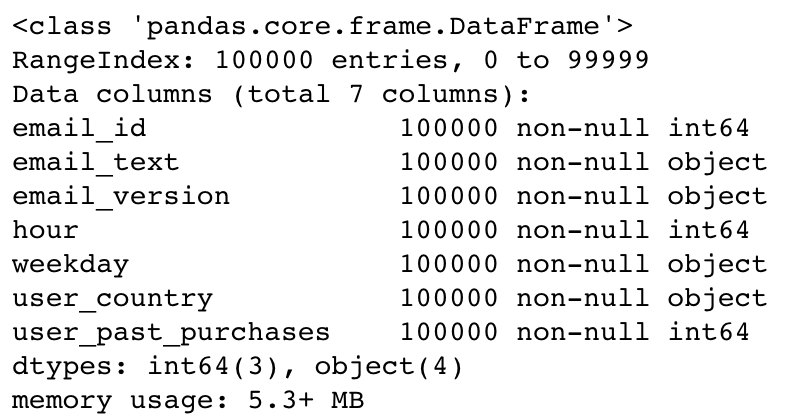 <class 'pandas.core.frame.DataFrame'>
RangeIndex: 100000 entries, 0 to 99999
Data columns (total 7 columns):
email_id 100000 non-null int64
email_text 100000 non-null object
email_version 100000 non-null object
hour 100000 non-null int64
weekday 100000 non-null object
user_country 100000 non-null object
user_past_purchases 100000 non-null int64
dtypes: int64(3), object(4)
memory usage: 5.3+ MB